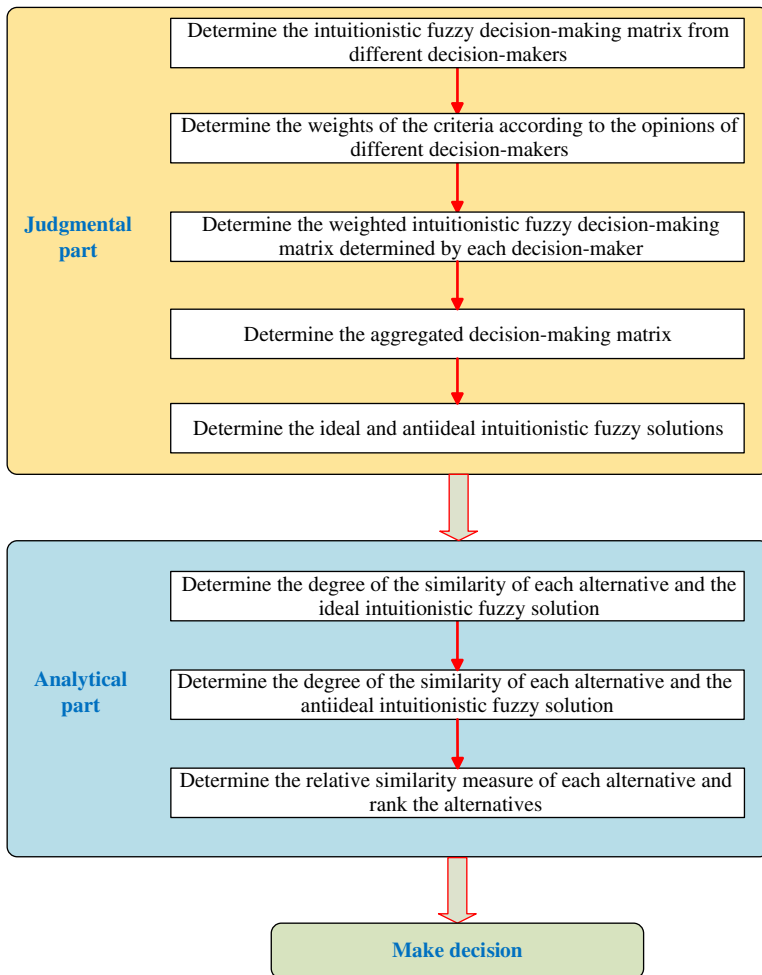 Determine the intuitionistic fuzzy decision-making matrix from
different decision-makers
Determine the weights of the criteria according to the opinions of
different decision-makers
Judgmental
part
Determine the weighted intuitionistic fuzzy decision-making
matrix determined by each decision-maker
Determine the aggregated decision-making matrix
Determine the ideal and antiideal intuitionistic fuzzy solutions
Determine the degree of the similarity of each alternative and the
ideal intuitionistic fuzzy solution
Analytical
part
Determine the degree of the similarity of each alternative and the
antiideal intuitionistic fuzzy solution
Determine the relative similarity measure of each alternative and
rank the alternatives
Make decision